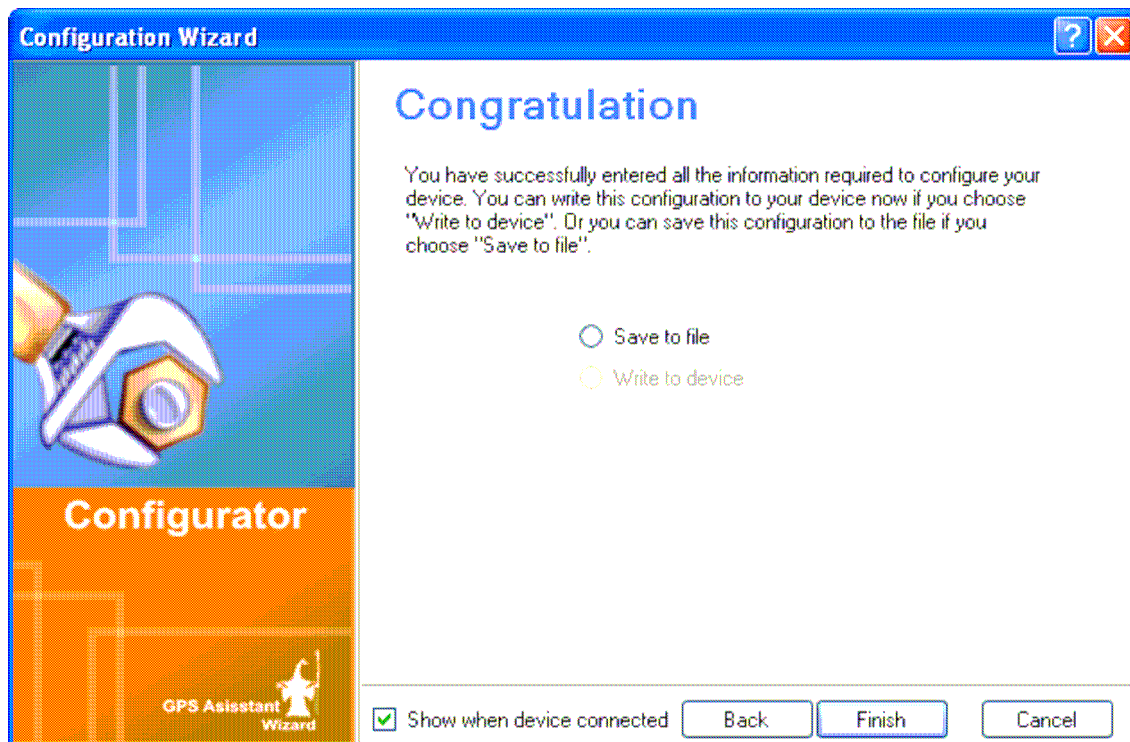 Configuration Wizard
Congratulation
You have successfully entered all the information required to configure your
device. You can write this configuration to your device now if you choose
"Write to device". Or you can save this configuration to the file if you
choose "Save to file".
Save to file
Write to device
Configurator
GPS Asisstant
Wizard
Show when device connected
Back
Finish
Cancel